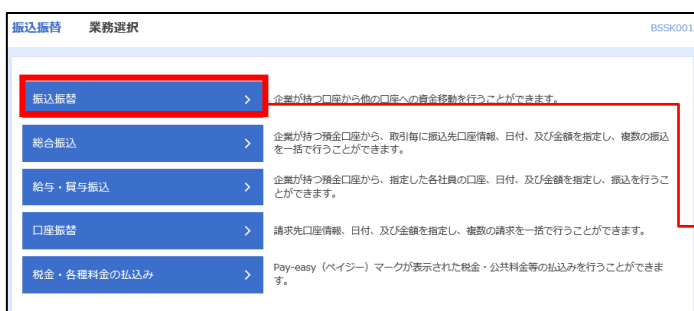 振込振替 業務選択 BSSK001
振込振替 企業が持つ口座から他の口座への資金移動を行うことができます。
総合振込 企業が持つ預金口座から、取引毎に振込先口座情報、日付、及び金額を指定し、複数の振込
を一括で行うことができます。
給与・賞与振込 企業が持つ預金口座から、指定した各社員の口座、日付、及び金額を指定し、振込を行うこ
とができます。
口座振替 請求先口座情報、日付、及び金額を指定し、複数の請求を一括で行うことができます。
税金・各種料金の払込み Pay-easy（ペイジー）マークが表示された税金・公共料金等の払込みを行うことができま
す。